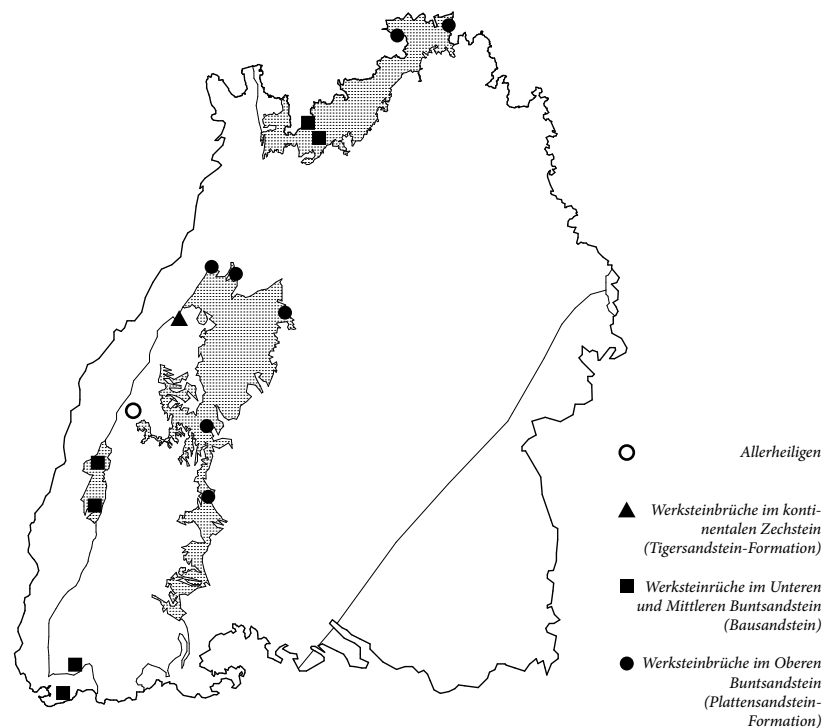 Allerheiligen
Werksteinbrüche im konti-
nentalen Zechstein
(Tigersandstein-Formation)
Werksteinrüche im Unteren
und Mittleren Buntsandstein
(Bausandstein)
Werksteinbrüche im Oberen
Buntsandstein
(Plattensandstein-
Formation)